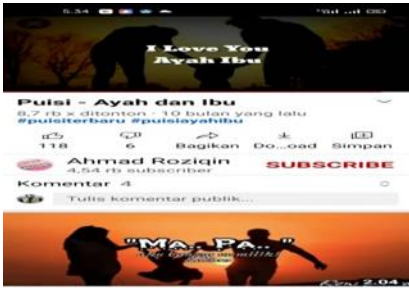 5.34
I Love You
Ayah Ibu
Puisi - Ayah dan Ibu
8,7 rb x ditonton · 10 bulan yang lalu
#puisiterbaru #puisiayahibu
118 6 Bagikan Do...oad Simpan
Ahmad Roziqin SUBSCRIBE
4,54 rb subscriber
Komentar 4
Tulis komentar publik...
"Ma.. Pa.. "
2.04